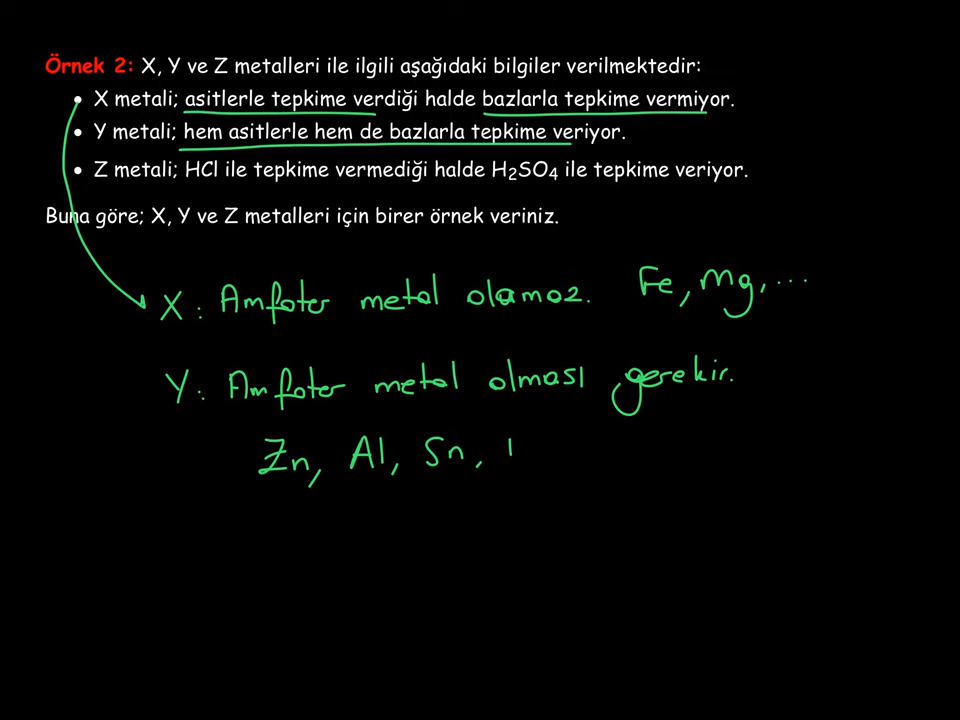 Örnek 2: X, Y ve Z metalleri ile ilgili aşağıdaki bilgiler verilmektedir:
• X metali; asitlerle tepkime verdiği halde bazlarla tepkime vermiyor.
• Y metali; hem asitlerle hem de bazlarla tepkime veriyor.
• Z metali; HCl ile tepkime vermediği halde H₂SO₄ ile tepkime veriyor.
Buna göre; X, Y ve Z metalleri için birer örnek veriniz.
X: Amfoter metal olamaz. Fe, Mg, ...
Y: Amfoter metal olması gerekir.
Zn, Al, Sn,